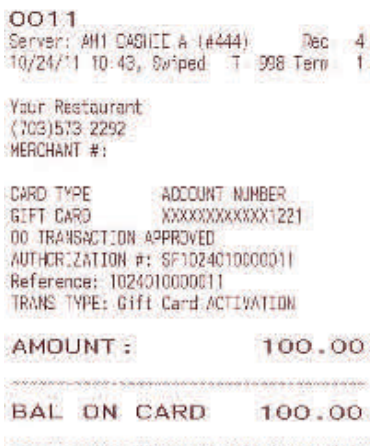 0011
Server: AM1 CASHIE A (#444) Rec 4
10/24/11 10:43, Swiped T 998 Term 1
Your Restaurant
(703)573 2292
MERCHANT #:
CARD TYPE ACCOUNT NUMBER
GIFT CARD XXXXXXXXXXXX1221
00 TRANSACTION APPROVED
AUTHORIZATION #: SF1024010000011
Reference: 1024010000011
TRANS TYPE: Gift Card ACTIVATION
AMOUNT: 100.00
BAL ON CARD 100.00